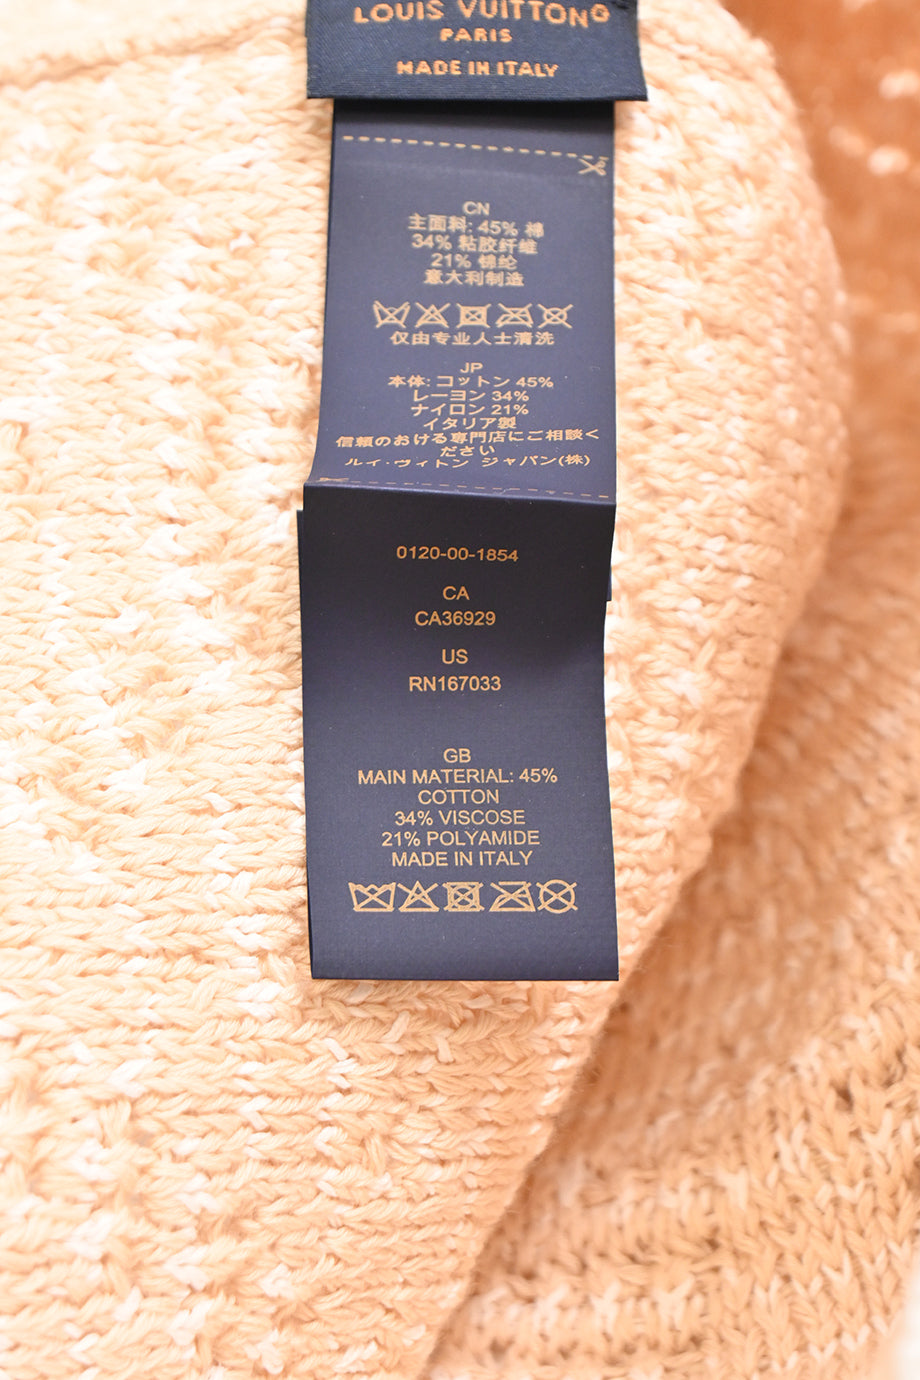 LOUIS VUITTON
PARIS
MADE IN ITALY
CN
主面料: 45% 棉
34% 粘胶纤维
21% 锦纶
意大利制造
仅由专业人士清洗
JP
本体: コットン 45%
レーヨン 34%
ナイロン 21%
イタリア製
信頼のおける専門店にご相談く
ださい
ルイ・ヴィトン ジャパン(株)
0120-00-1854
CA
CA36929
US
RN167033
GB
MAIN MATERIAL: 45%
COTTON
34% VISCOSE
21% POLYAMIDE
MADE IN ITALY